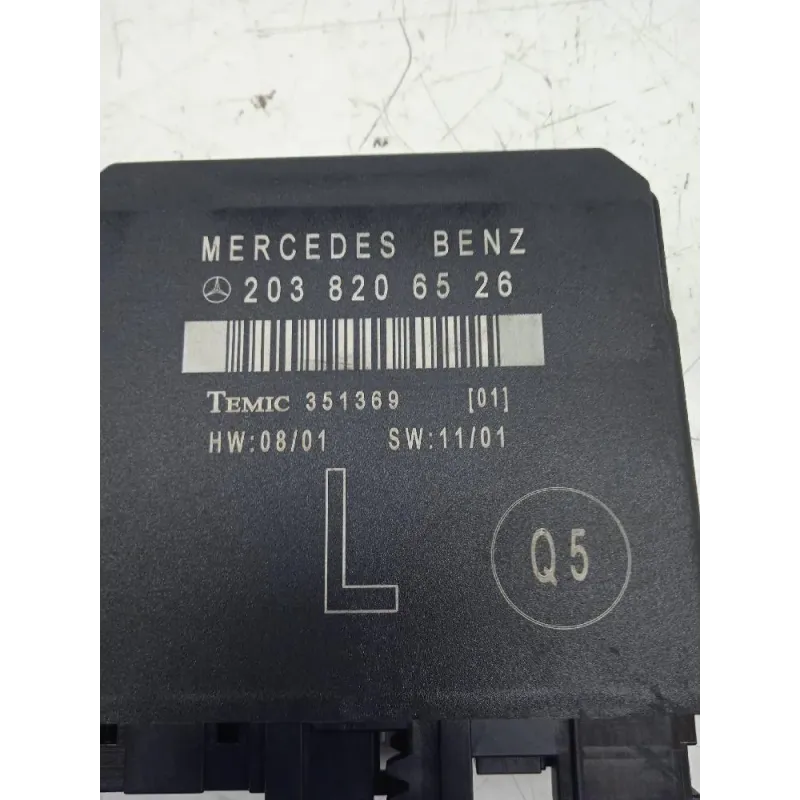 MERCEDES BENZ
203 820 65 26
TEMIC 351369 [01]
HW:08/01 SW:11/01
L
Q5